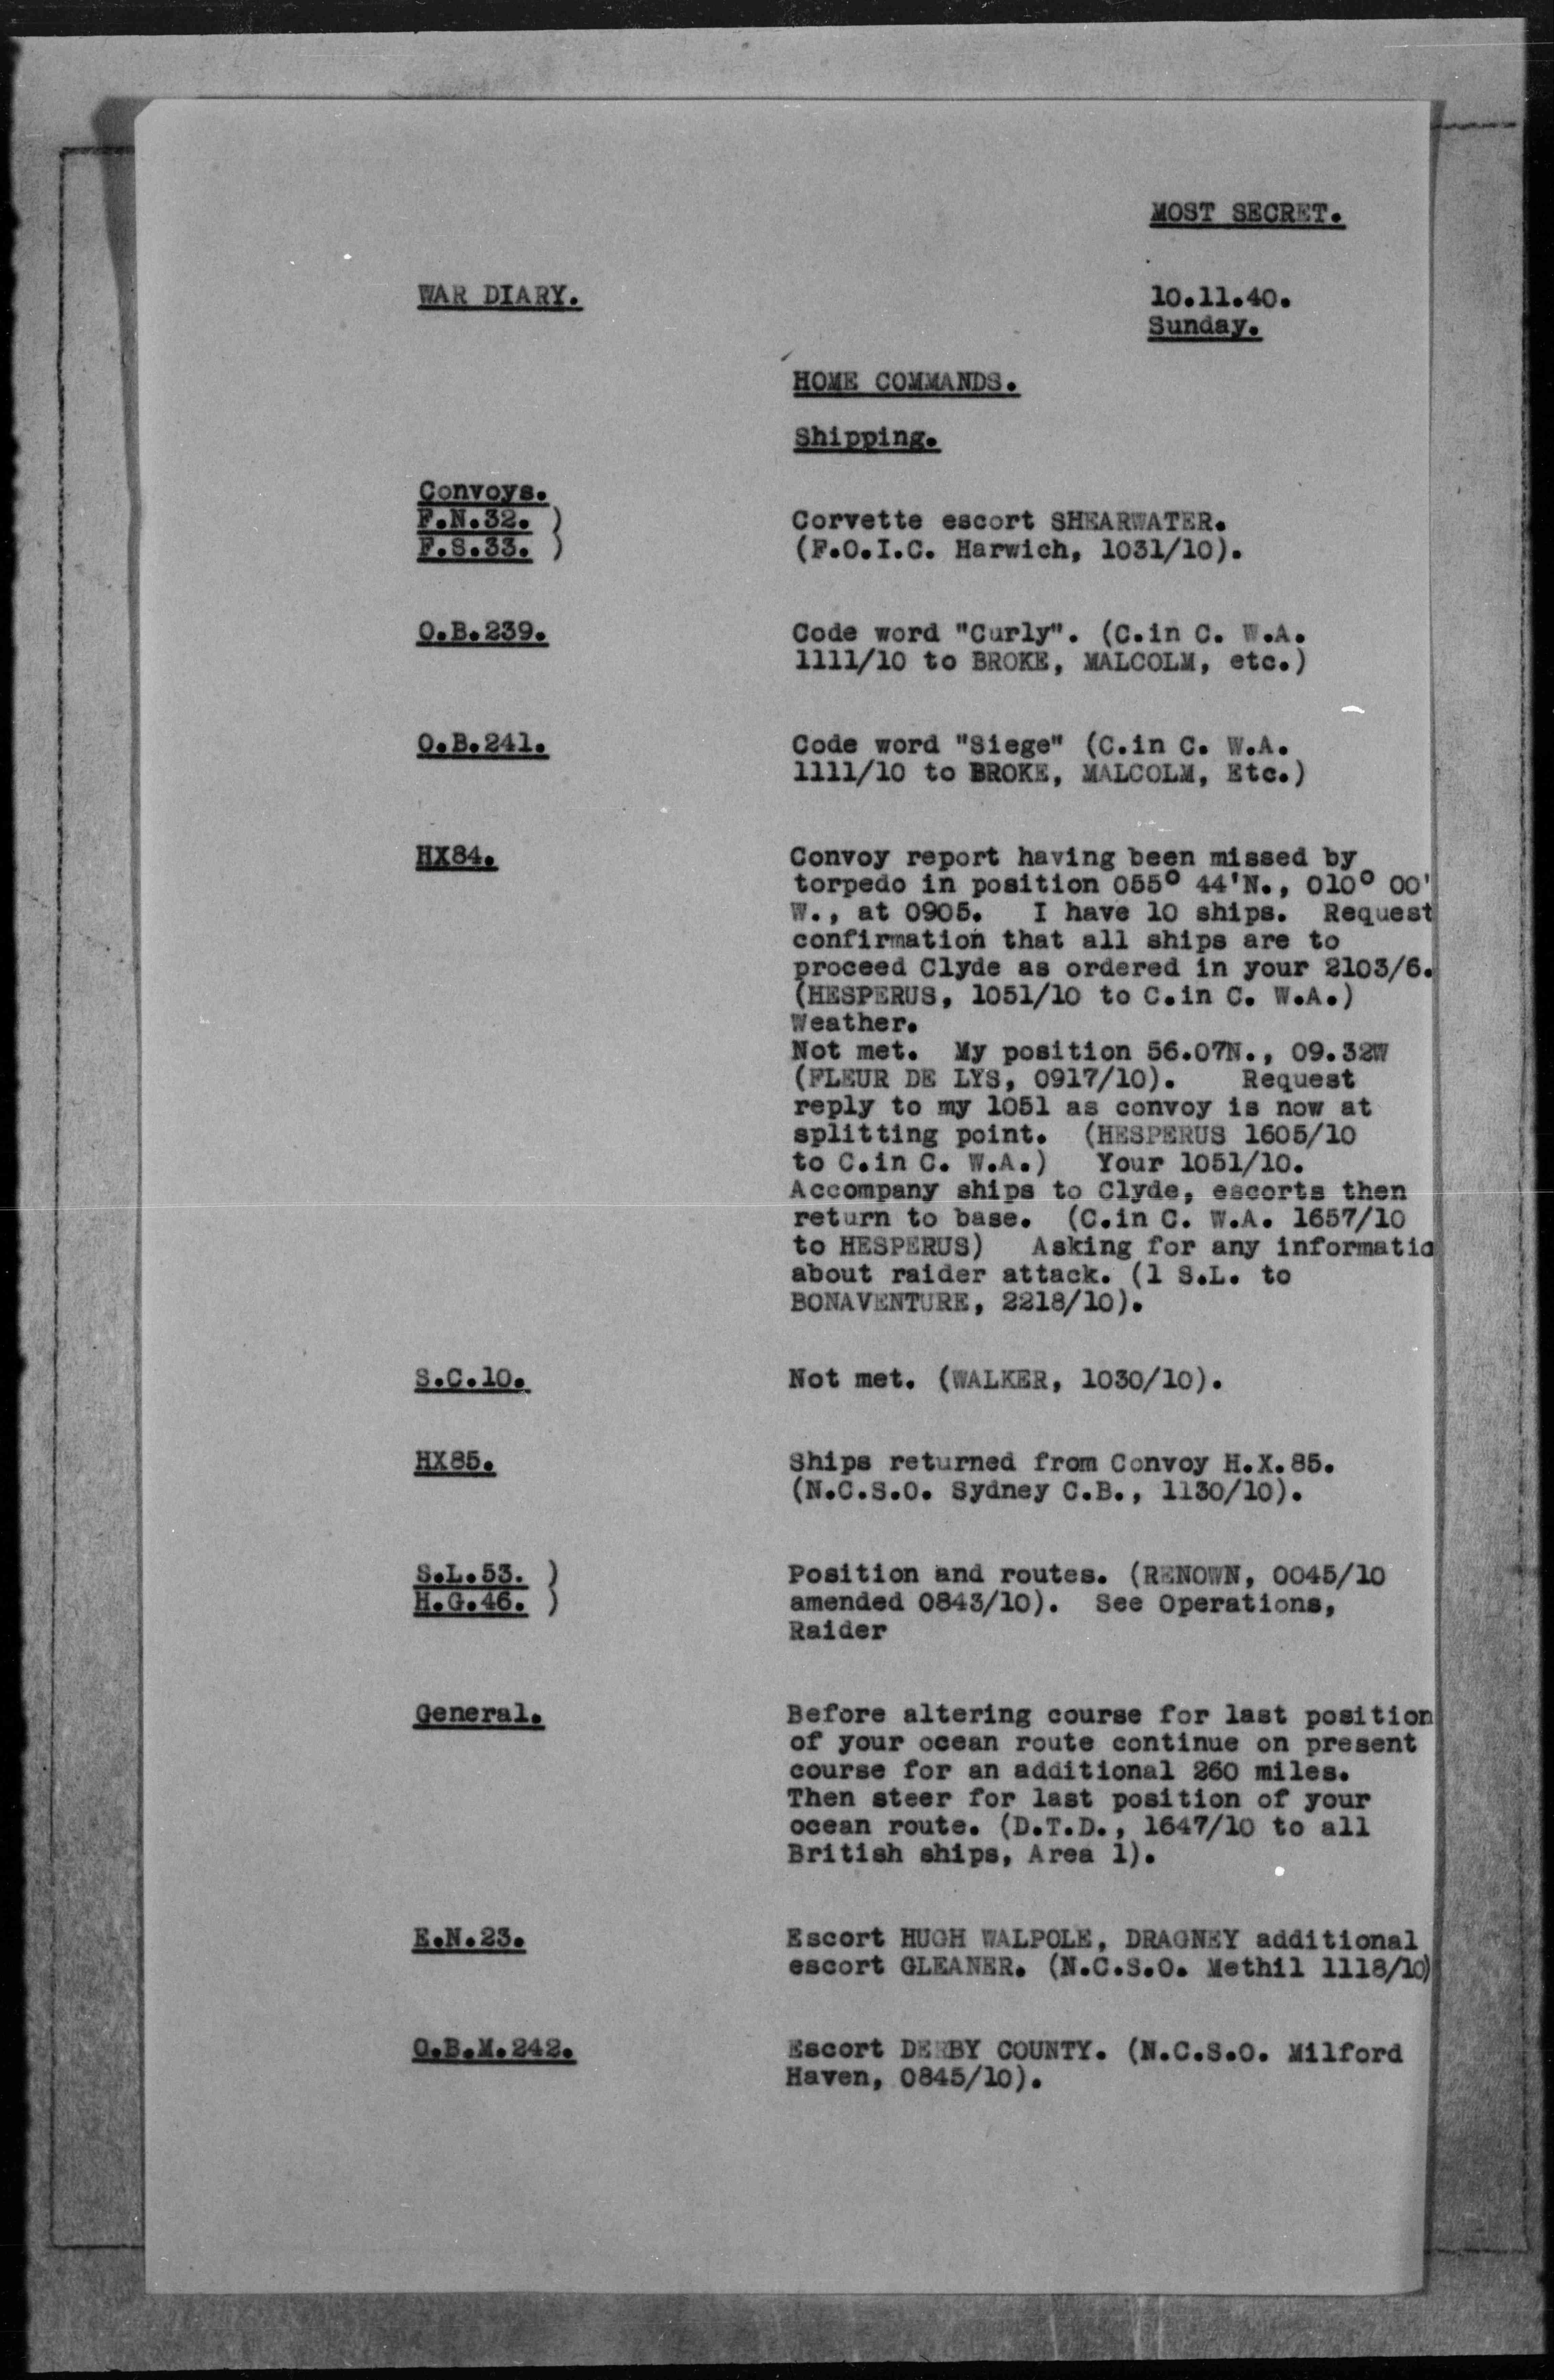 MOST SECRET.
WAR DIARY.
10.11.40.
Sunday.
HOME COMMANDS.
Shipping.
Convoys.
F.N.32. )
F.S.33. )
Corvette escort SHEARWATER.
(F.O.I.C. Harwich, 1031/10).
O.B.239.
Code word "Curly". (C.in C. W.A.
1111/10 to BROKE, MALCOLM, etc.)
O.B.241.
Code word "Siege" (C.in C. W.A.
1111/10 to BROKE, MALCOLM, Etc.)
HX84.
Convoy report having been missed by
torpedo in position 055° 44'N., 010° 00'
W., at 0905. I have 10 ships. Request
confirmation that all ships are to
proceed Clyde as ordered in your 2103/6.
(HESPERUS, 1051/10 to C.in C. W.A.)
Weather.
Not met. My position 56.07N., 09.32W
(FLEUR DE LYS, 0917/10). Request
reply to my 1051 as convoy is now at
splitting point. (HESPERUS 1605/10
to C.in C. W.A.) Your 1051/10.
Accompany ships to Clyde, escorts then
return to base. (C.in C. W.A. 1657/10
to HESPERUS) Asking for any informatio
about raider attack. (1 S.L. to
BONAVENTURE, 2218/10).
S.C.10.
Not met. (WALKER, 1030/10).
HX85.
Ships returned from Convoy H.X.85.
(N.C.S.O. Sydney C.B., 1130/10).
S.L.53. )
H.G.46. )
Position and routes. (RENOWN, 0045/10
amended 0843/10). See Operations,
Raider
General.
Before altering course for last position
of your ocean route continue on present
course for an additional 260 miles.
Then steer for last position of your
ocean route. (D.T.D., 1647/10 to all
British ships, Area 1).
E.N.23.
Escort HUGH WALPOLE, DRAGNEY additional
escort GLEANER. (N.C.S.O. Methil 1118/10)
O.B.M.242.
Escort DERBY COUNTY. (N.C.S.O. Milford
Haven, 0845/10).